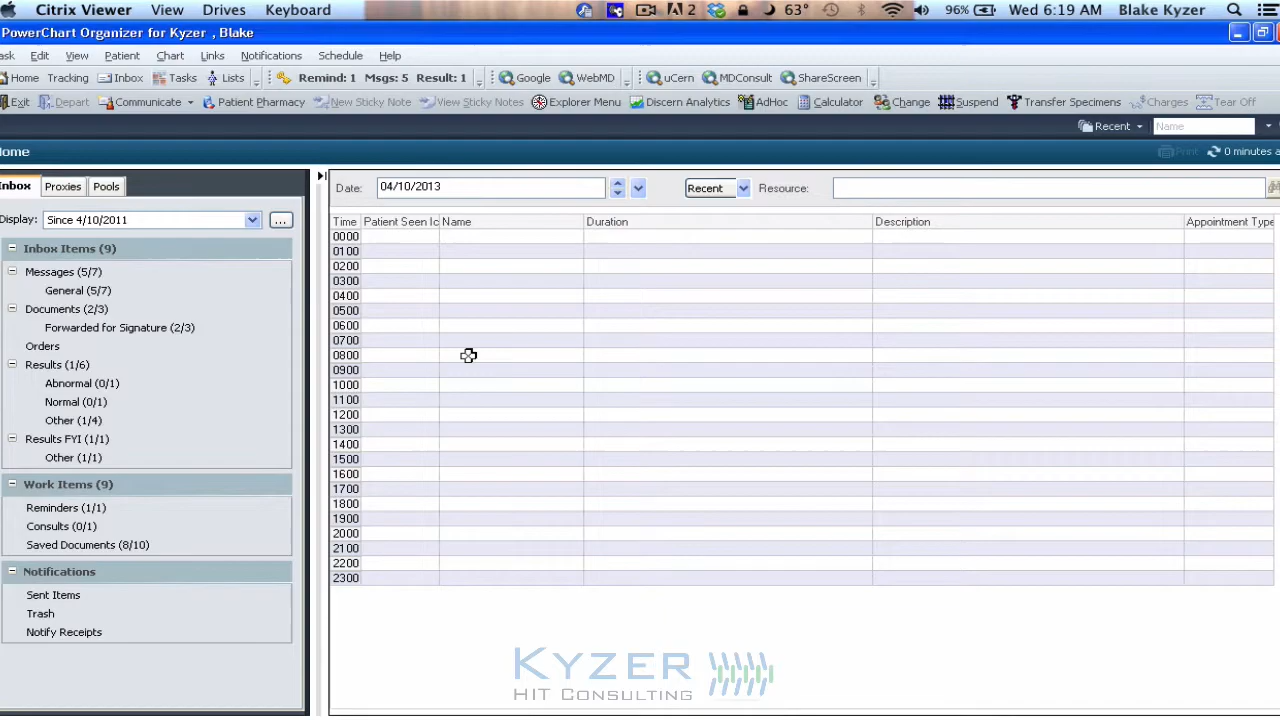 Citrix Viewer View Drives Keyboard 2 63° 96% Wed 6:19 AM Blake Kyzer
PowerChart Organizer for Kyzer , Blake
ask Edit View Patient Chart Links Notifications Schedule Help
Home Tracking Inbox Tasks Lists Remind: 1 Msgs: 5 Result: 1 Google WebMD uCern MDConsult ShareScreen
Exit Depart Communicate Patient Pharmacy New Sticky Note View Sticky Notes Explorer Menu Discern Analytics AdHoc Calculator Change Suspend Transfer Specimens Charges Tear Off
Recent Name
ome Print 0 minutes a
Inbox Proxies Pools
Date: 04/10/2013 Recent Resource:
Display: Since 4/10/2011 ...
Time Patient Seen Ic Name Duration Description Appointment Type
Inbox Items (9)
Messages (5/7)
General (5/7)
Documents (2/3)
Forwarded for Signature (2/3)
Orders
Results (1/6)
Abnormal (0/1)
Normal (0/1)
Other (1/4)
Results FYI (1/1)
Other (1/1)
Work Items (9)
Reminders (1/1)
Consults (0/1)
Saved Documents (8/10)
Notifications
Sent Items
Trash
Notify Receipts
0000
0100
0200
0300
0400
0500
0600
0700
0800
0900
1000
1100
1200
1300
1400
1500
1600
1700
1800
1900
2000
2100
2200
2300
KYZER
HIT CONSULTING